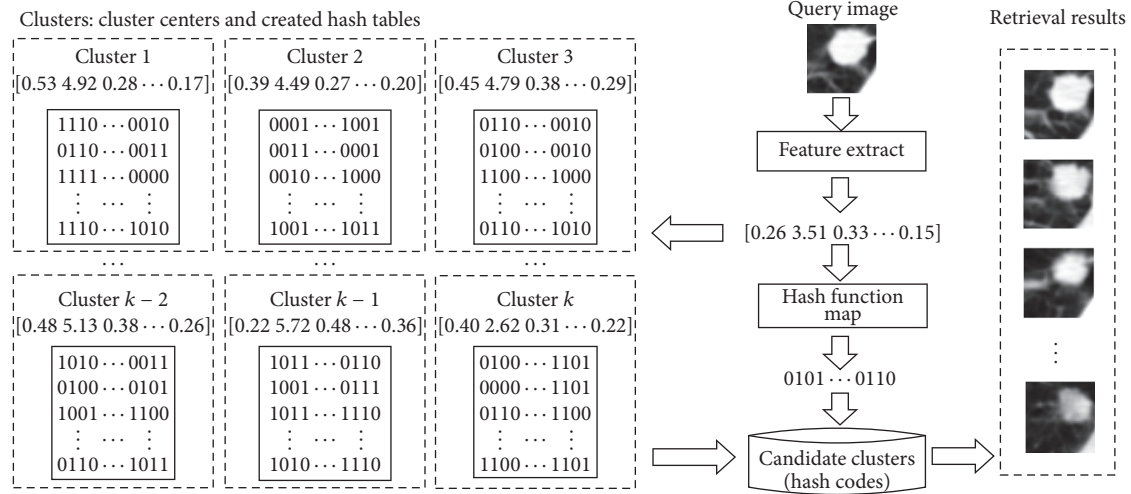 Clusters: cluster centers and created hash tables
Cluster 1
[0.53 4.92 0.28 ⋯ 0.17]
1110 ⋯ 0010
0110 ⋯ 0011
1111 ⋯ 0000
⋮ ⋯ ⋮
1110 ⋯ 1010
Cluster 2
[0.39 4.49 0.27 ⋯ 0.20]
0001 ⋯ 1001
0011 ⋯ 0001
0010 ⋯ 1000
⋮ ⋯ ⋮
1001 ⋯ 1011
Cluster 3
[0.45 4.79 0.38 ⋯ 0.29]
0110 ⋯ 0010
0100 ⋯ 0010
1100 ⋯ 1000
⋮ ⋯ ⋮
0110 ⋯ 1010
⋯ ⋯ ⋯
Cluster k − 2
[0.48 5.13 0.38 ⋯ 0.26]
1010 ⋯ 0011
0100 ⋯ 0101
1001 ⋯ 1100
⋮ ⋯ ⋮
0110 ⋯ 1011
Cluster k − 1
[0.22 5.72 0.48 ⋯ 0.36]
1011 ⋯ 0110
1001 ⋯ 0111
1011 ⋯ 1110
⋮ ⋯ ⋮
1010 ⋯ 1110
Cluster k
[0.40 2.62 0.31 ⋯ 0.22]
0100 ⋯ 1101
0000 ⋯ 1101
0110 ⋯ 1100
⋮ ⋯ ⋮
1100 ⋯ 1101
Query image
Feature extract
[0.26 3.51 0.33 ⋯ 0.15]
Hash function
map
0101 ⋯ 0110
Candidate clusters
(hash codes)
Retrieval results
⋮